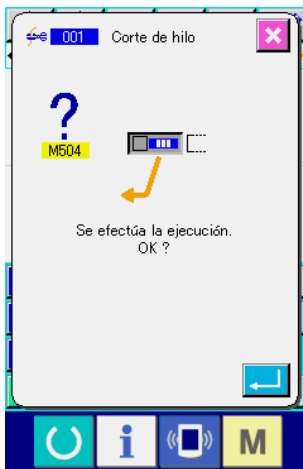 001 Corte de hilo
?
M504
Se efectúa la ejecución.
OK ?
i
M